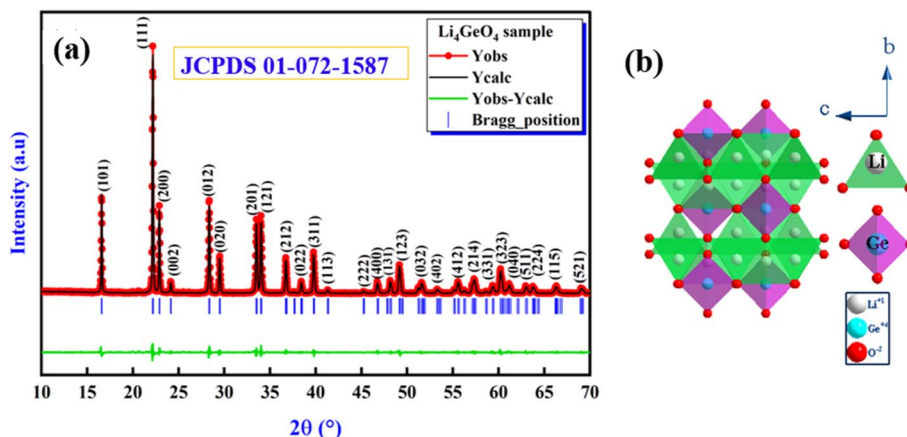 (a)
JCPDS 01-072-1587
Li₄GeO₄ sample
Yobs
Ycalc
Yobs-Ycalc
Bragg_position
Intensity (a.u)
(101)
(111)
(200)
(002)
(012)
(020)
(201)
(121)
(212)
(022)
(311)
(113)
(222)
(400)
(131)
(123)
(032)
(402)
(412)
(214)
(331)
(323)
(040)
(511)
(224)
(115)
(521)
10 15 20 25 30 35 40 45 50 55 60 65 70
2θ (°)
(b)
b
c
Li
Ge
Li⁺¹
Ge⁺⁴
O⁻²